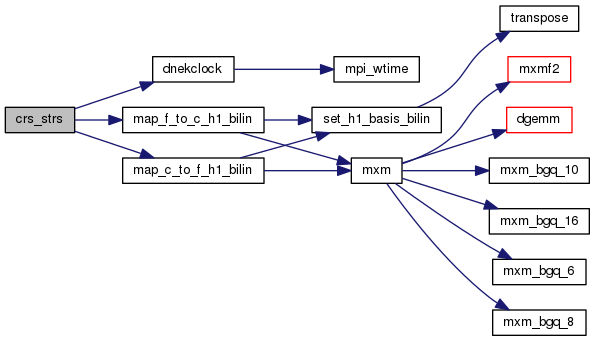 crs_strs
dnekclock
map_f_to_c_h1_bilin
map_c_to_f_h1_bilin
mpi_wtime
set_h1_basis_bilin
mxm
transpose
mxmf2
dgemm
mxm_bgq_10
mxm_bgq_16
mxm_bgq_6
mxm_bgq_8